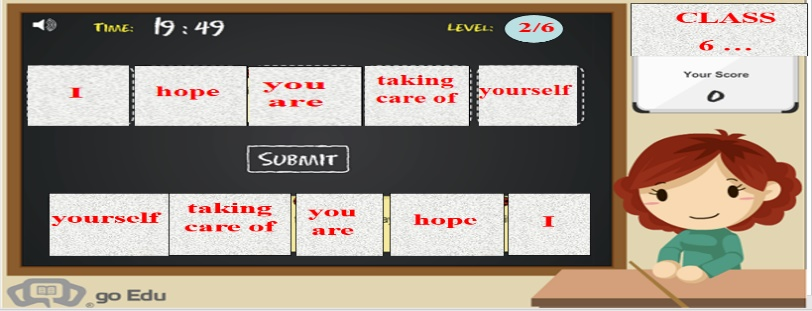 TIME: 19 : 49
LEVEL: 2/6
CLASS
6 ...
Your Score
0
I
hope
you
are
taking
care of
yourself
SUBMIT
yourself
taking
care of
you
are
hope
I
go Edu